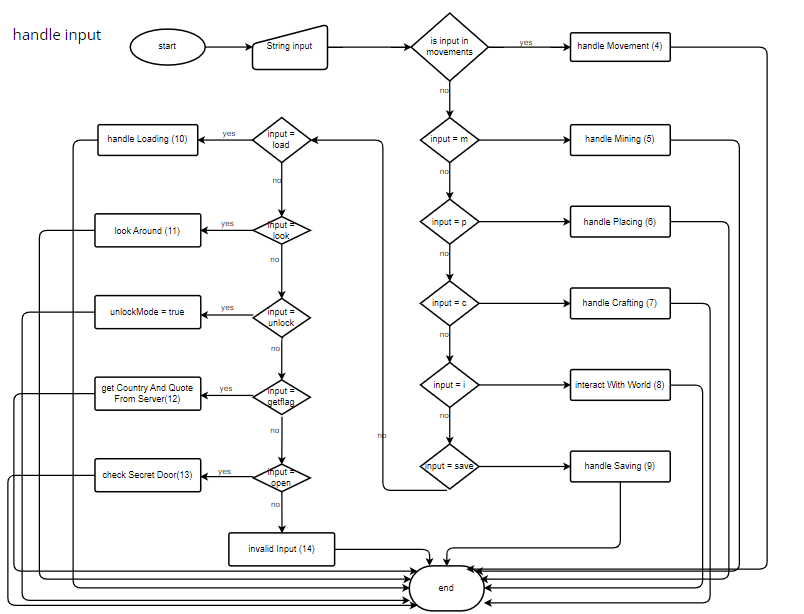 handle input
start
String input
is input in
movements
yes
handle Movement (4)
no
handle Loading (10)
yes
input =
load
input = m
handle Mining (5)
no
no
look Around (11)
yes
input =
look
input = p
handle Placing (6)
no
no
unlockMode = true
yes
input =
unlock
input = c
handle Crafting (7)
no
no
get Country And Quote
From Server(12)
yes
input =
getflag
input = i
interact With World (8)
no
no
no
check Secret Door(13)
yes
input =
open
input = save
handle Saving (9)
no
invalid Input (14)
end